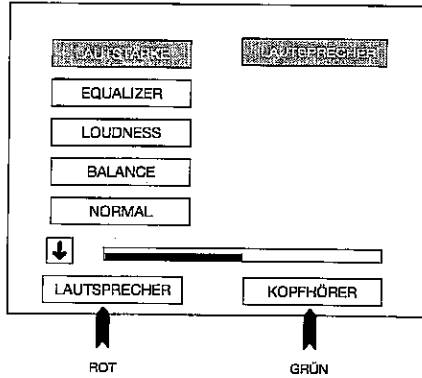 LAUTSTÄRKE LAUTSPRECHER
EQUALIZER
LOUDNESS
BALANCE
NORMAL
LAUTSPRECHER KOPFHÖRER
ROT GRÜN